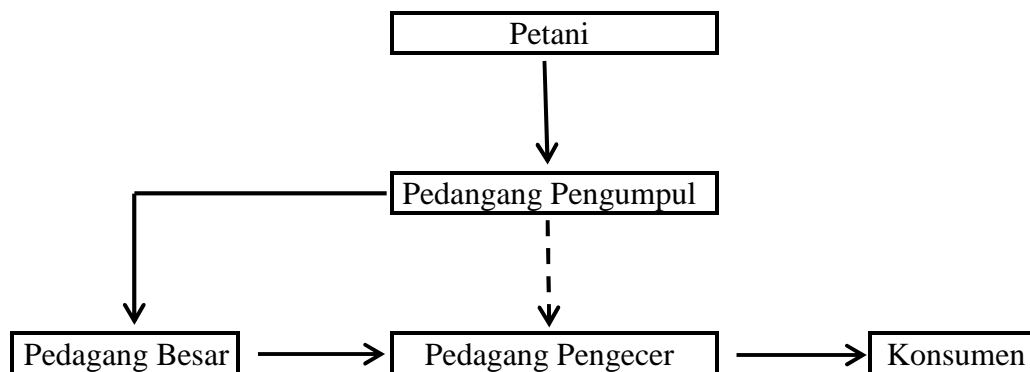 Petani
Pedangang Pengumpul
Pedagang Besar
Pedagang Pengecer
Konsumen